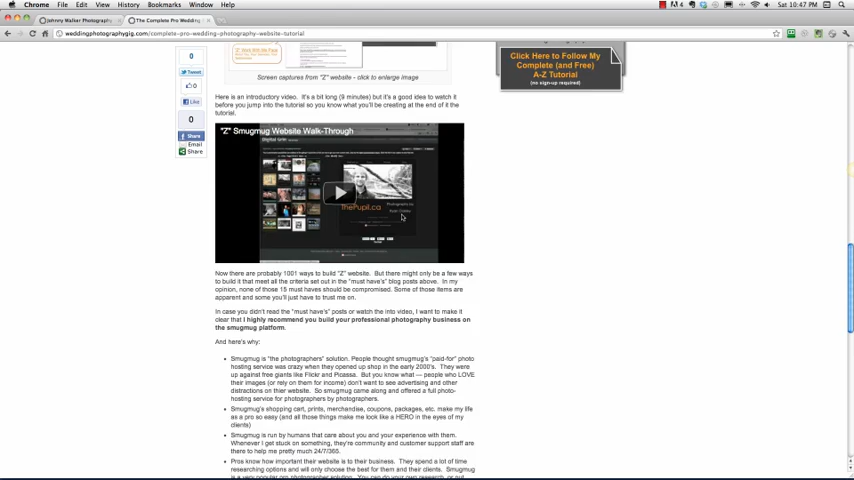 Chrome File Edit View History Bookmarks Window Help
Sat 10:47 PM
Johnny Walker Photography
The Complete Pro Wedding
weddingphotographygig.com/complete-pro-wedding-photography-website-tutorial
0
Tweet
0
Like
0
Share
Email
Share
Screen captures from "Z" website - click to enlarge image
Click Here to Follow My
Complete (and Free)
A-Z Tutorial
(no sign-up required)
Here is an introductory video. It's a bit long (9 minutes) but it's a good idea to watch it
before you jump into the tutorial so you know what you'll be creating at the end of it the
tutorial.
"Z" Smugmug Website Walk-Through
ThePupil.ca
Now there are probably 1001 ways to build "Z" website. But there might only be a few ways
to build it that meet all the criteria set out in the "must have's" blog posts above. In my
opinion, none of those 15 must haves should be compromised. Some of those items are
apparent and some you'll just have to trust me on.
In case you didn't read the "must have's" posts or watch the into video, I want to make it
clear that I highly recommend you build your professional photography business on
the smugmug platform.
And here's why:
Smugmug is "the photographers" solution. People thought smugmug's "paid-for" photo
hosting service was crazy when they opened up shop in the early 2000's. They were
up against free giants like Flickr and Picassa. But you know what — people who LOVE
their images (or rely on them for income) don't want to see advertising and other
distractions on thier website. So smugmug came along and offered a full photo-
hosting service for photographers by photographers.
Smugmug's shopping cart, prints, merchandise, coupons, packages, etc. make my life
as a pro so easy (and all those things make me look like a HERO in the eyes of my
clients)
Smugmug is run by humans that care about you and your experience with them.
Whenever I get stuck on something, they're community and customer support staff are
there to help me pretty much 24/7/365.
Pros know how important their website is to their business. They spend a lot of time
researching options and will only choose the best for them and their clients. Smugmug